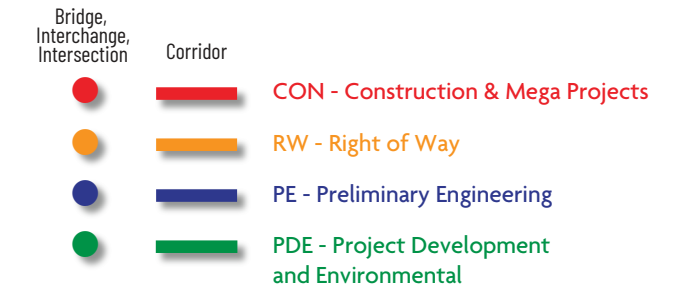 Bridge,
Interchange,
Intersection
Corridor
CON - Construction & Mega Projects
RW - Right of Way
PE - Preliminary Engineering
PDE - Project Development
and Environmental